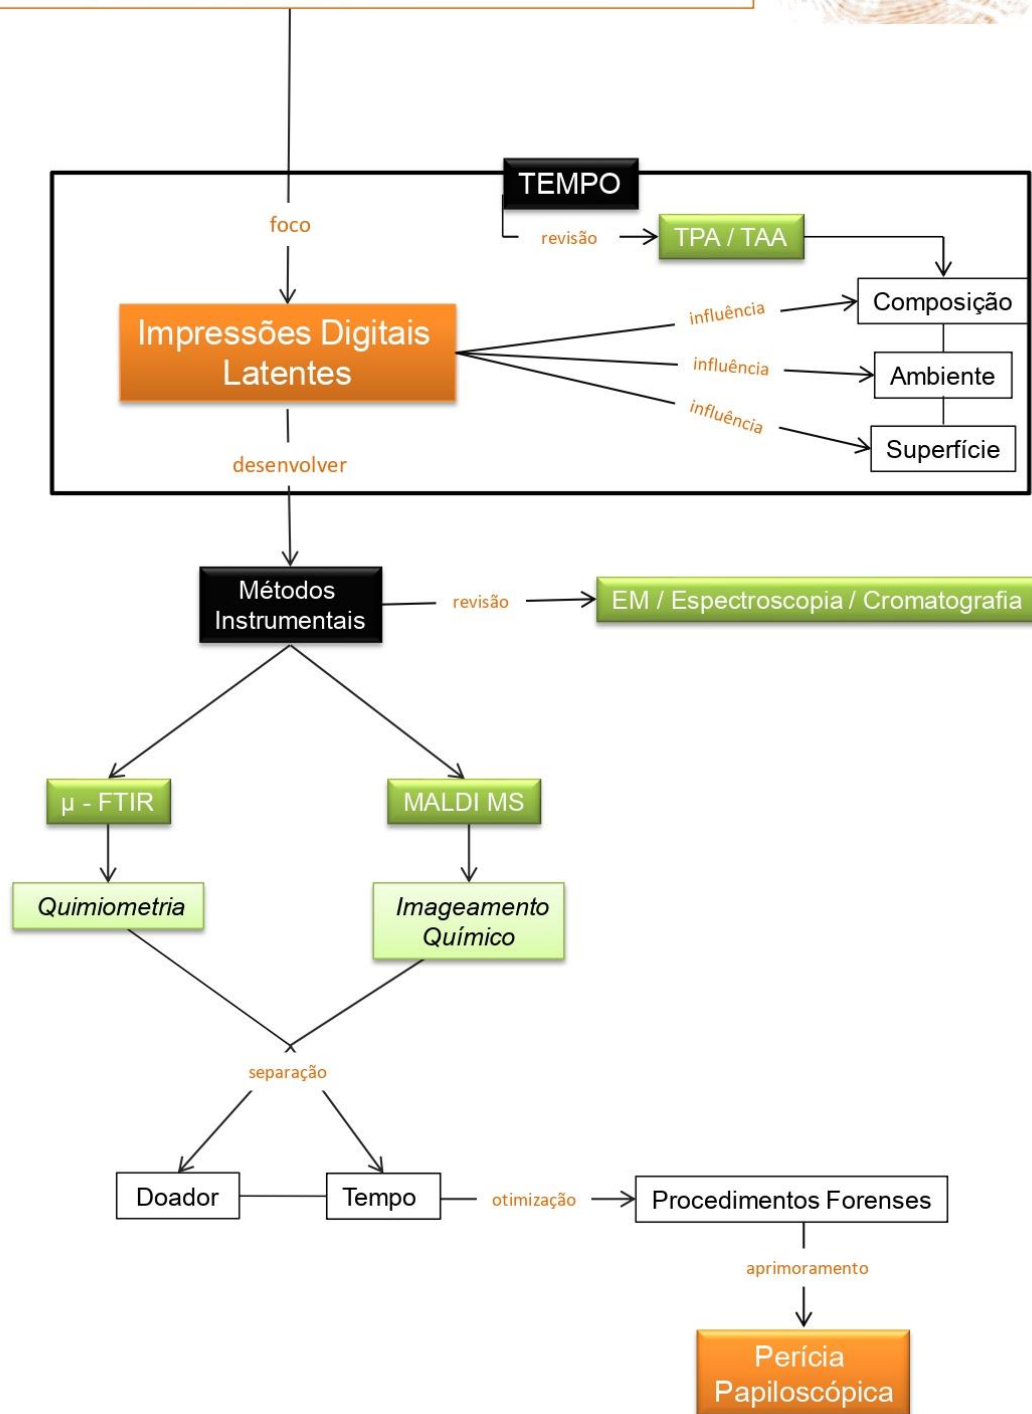 TEMPO
foco
revisão
TPA / TAA
Composição
influência
Impressões Digitais
Latentes
influência
Ambiente
influência
Superfície
desenvolver
Métodos
Instrumentais
revisão
EM / Espectroscopia / Cromatografia
µ - FTIR
MALDI MS
Quimiometria
Imageamento
Químico
separação
Doador
Tempo
otimização
Procedimentos Forenses
aprimoramento
Perícia
Papiloscópica